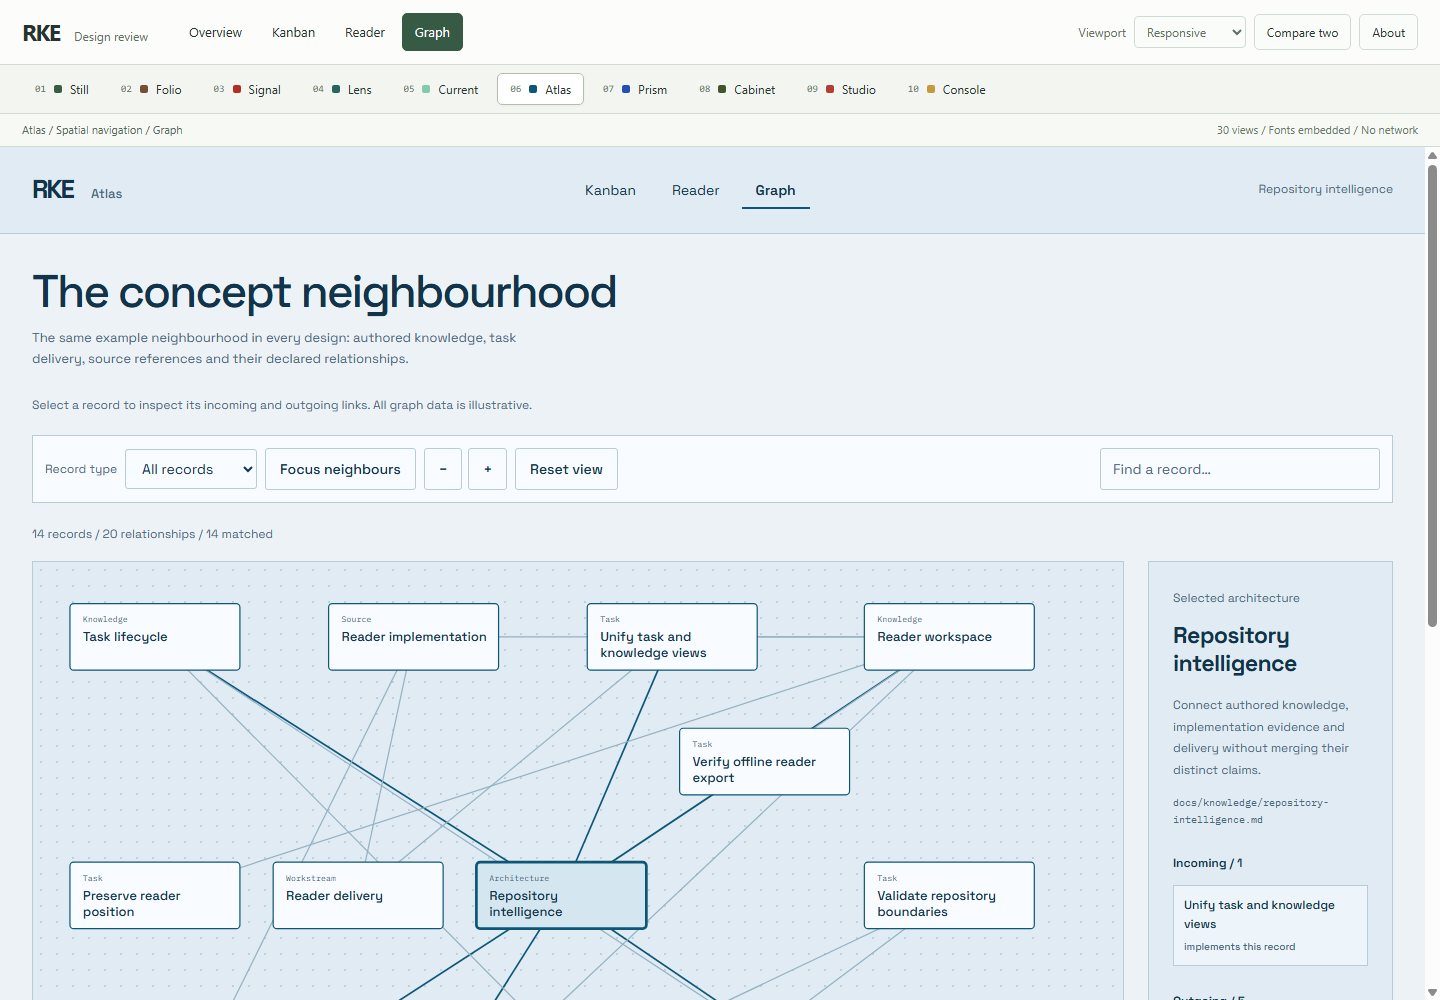 RKE Design review Overview Kanban Reader Graph Viewport Responsive Compare two About
01 Still 02 Folio 03 Signal 04 Lens 05 Current 06 Atlas 07 Prism 08 Cabinet 09 Studio 10 Console
Atlas / Spatial navigation / Graph 30 views / Fonts embedded / No network
RKE Atlas Kanban Reader Graph Repository intelligence
The concept neighbourhood
The same example neighbourhood in every design: authored knowledge, task
delivery, source references and their declared relationships.
Select a record to inspect its incoming and outgoing links. All graph data is illustrative.
Record type All records Focus neighbours − + Reset view Find a record...
14 records / 20 relationships / 14 matched
Knowledge
Task lifecycle
Source
Reader implementation
Task
Unify task and
knowledge views
Knowledge
Reader workspace
Task
Verify offline reader
export
Task
Preserve reader
position
Workstream
Reader delivery
Architecture
Repository
intelligence
Task
Validate repository
boundaries
Selected architecture
Repository
intelligence
Connect authored knowledge,
implementation evidence and
delivery without merging their
distinct claims.
docs/knowledge/repository-
intelligence.md
Incoming / 1
Unify task and knowledge
views
implements this record
Outgoing / 5